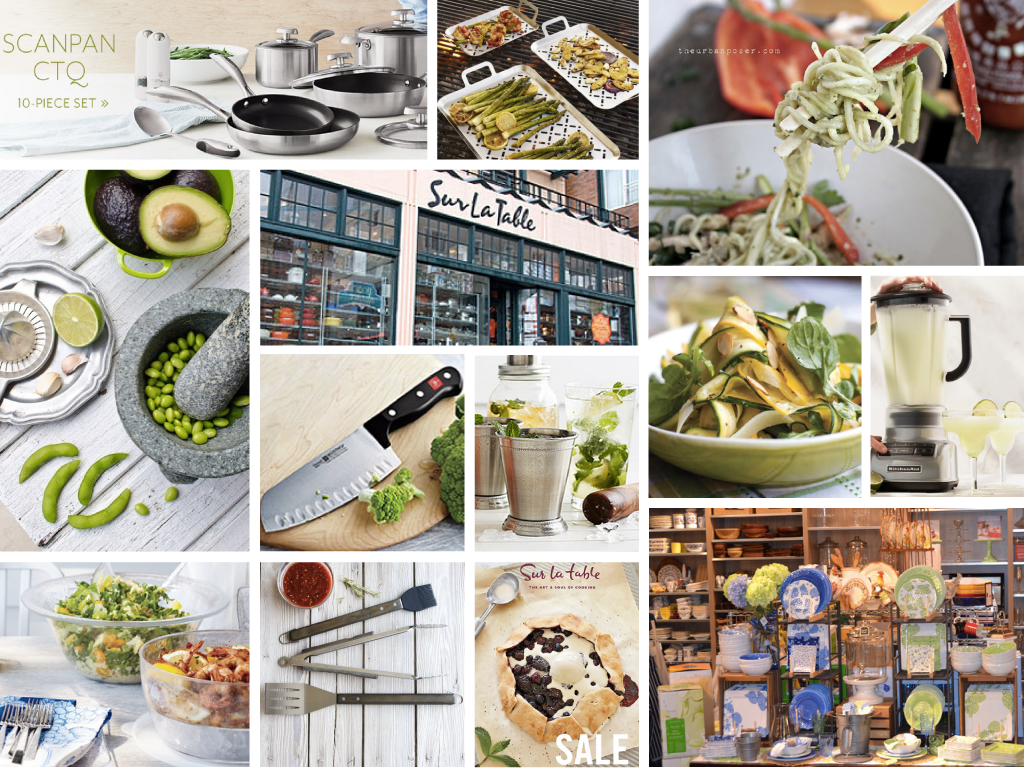 SCANPAN
CTQ
10-PIECE SET »
theurbanposer.com
Sur La Table
KitchenAid
Sur la table
THE ART & SOUL OF COOKING
SALE